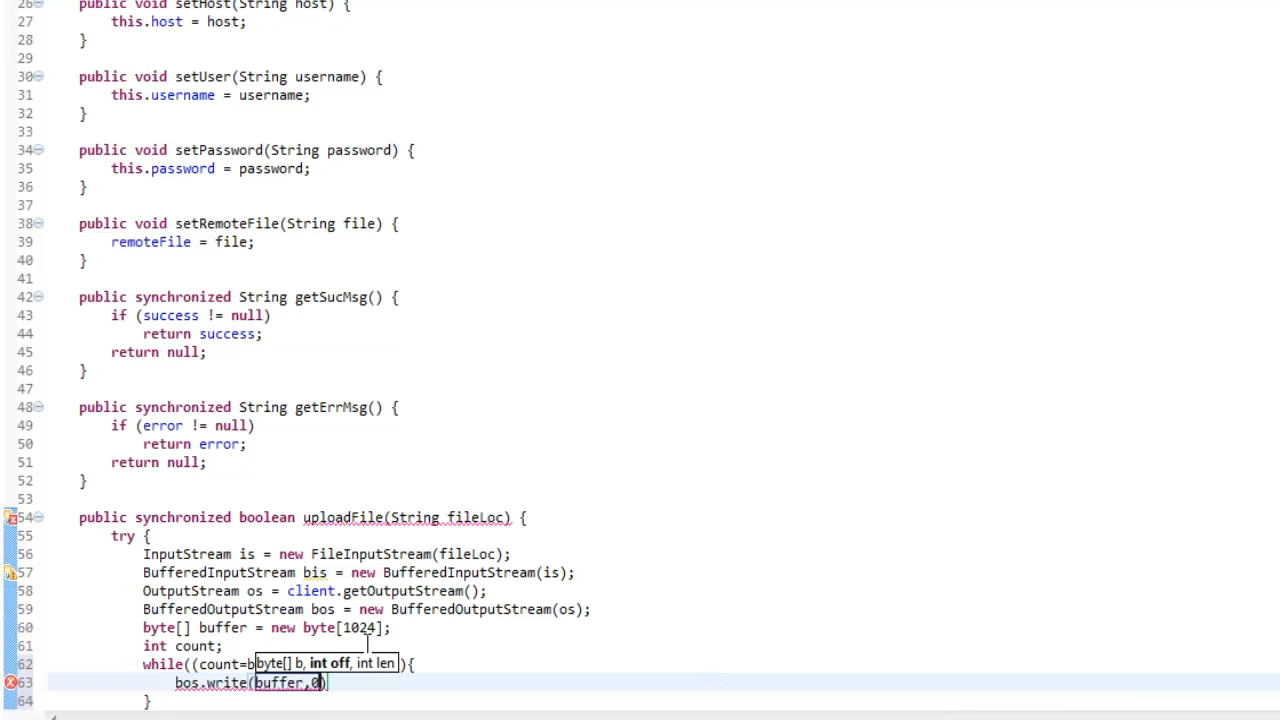 26 public void setHost(String host) {
27 this.host = host;
28 }
29
30 public void setUser(String username) {
31 this.username = username;
32 }
33
34 public void setPassword(String password) {
35 this.password = password;
36 }
37
38 public void setRemoteFile(String file) {
39 remoteFile = file;
40 }
41
42 public synchronized String getSucMsg() {
43 if (success != null)
44 return success;
45 return null;
46 }
47
48 public synchronized String getErrMsg() {
49 if (error != null)
50 return error;
51 return null;
52 }
53
54 public synchronized boolean uploadFile(String fileLoc) {
55 try {
56 InputStream is = new FileInputStream(fileLoc);
57 BufferedInputStream bis = new BufferedInputStream(is);
58 OutputStream os = client.getOutputStream();
59 BufferedOutputStream bos = new BufferedOutputStream(os);
60 byte[] buffer = new byte[1024];
61 int count;
62 while((count=b byte[] b, int off, int len ){
63 bos.write(buffer,0)
64 }